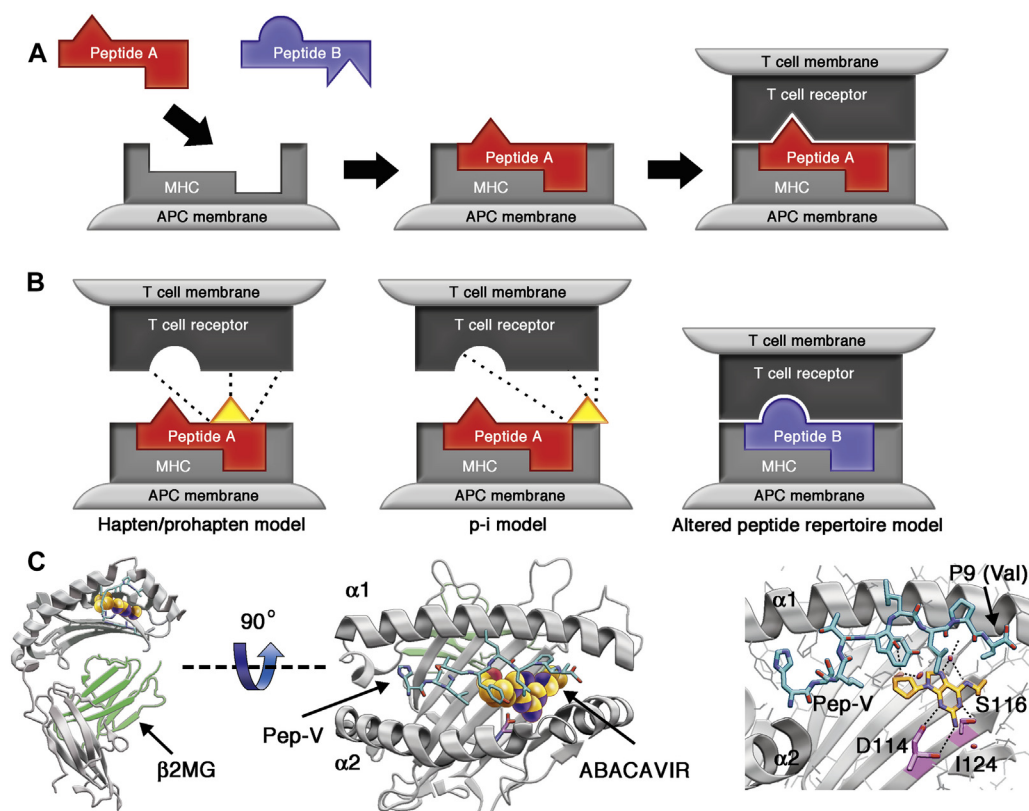 A
Peptide A
Peptide B
MHC
APC membrane
Peptide A
MHC
APC membrane
T cell membrane
T cell receptor
Peptide A
MHC
APC membrane
B
T cell membrane
T cell receptor
Peptide A
MHC
APC membrane
Hapten/prohapten model
T cell membrane
T cell receptor
Peptide A
MHC
APC membrane
p-i model
T cell membrane
T cell receptor
Peptide B
MHC
APC membrane
Altered peptide repertoire model
C
β2MG
90°
α1
Pep-V
α2
ABACAVIR
α1
P9 (Val)
Pep-V
S116
D114
α2
I124